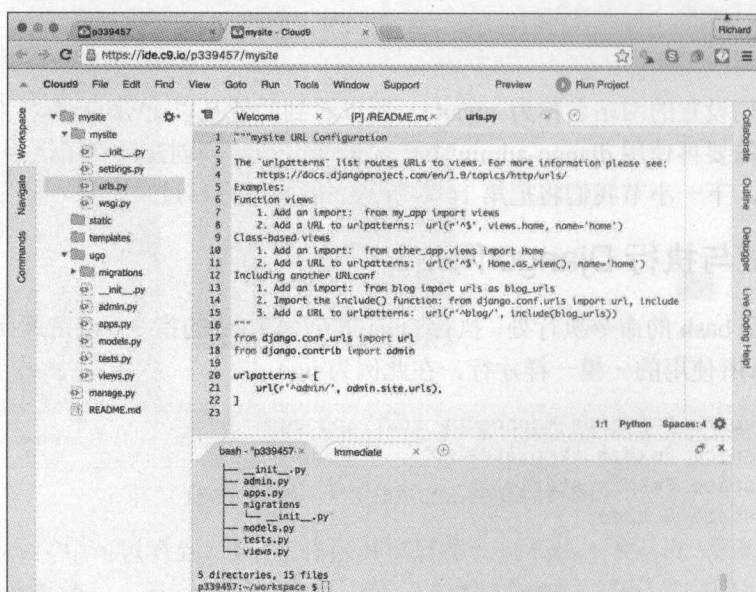 Richard
p339457 × mysite - Cloud9 ×
https://ide.c9.io/p339457/mysite
Cloud9 File Edit Find View Goto Run Tools Window Support Preview Run Project
Workspace
Navigate
Commands
mysite
mysite
__init__.py
settings.py
urls.py
wsgi.py
static
templates
ugo
migrations
__init__.py
admin.py
apps.py
models.py
tests.py
views.py
manage.py
README.md
Welcome × [P] /README.m × urls.py ×
1 """mysite URL Configuration
2
3 The `urlpatterns` list routes URLs to views. For more information please see:
4 https://docs.djangoproject.com/en/1.9/topics/http/urls/
5 Examples:
6 Function views
7 1. Add an import: from my_app import views
8 2. Add a URL to urlpatterns: url(r'^$', views.home, name='home')
9 Class-based views
10 1. Add an import: from other_app.views import Home
11 2. Add a URL to urlpatterns: url(r'^$', Home.as_view(), name='home')
12 Including another URLconf
13 1. Add an import: from blog import urls as blog_urls
14 2. Import the include() function: from django.conf.urls import url, include
15 3. Add a URL to urlpatterns: url(r'^blog/', include(blog_urls))
16 """
17 from django.conf.urls import url
18 from django.contrib import admin
19
20 urlpatterns = [
21 url(r'^admin/', admin.site.urls),
22 ]
23
1:1 Python Spaces: 4
Collaborate
Outline
Debugger
Live Coding Help!
bash - "p339457 × Immediate ×
├── __init__.py
├── admin.py
├── apps.py
├── migrations
│ └── __init__.py
├── models.py
├── tests.py
└── views.py
5 directories, 15 files
p339457:~/workspace $